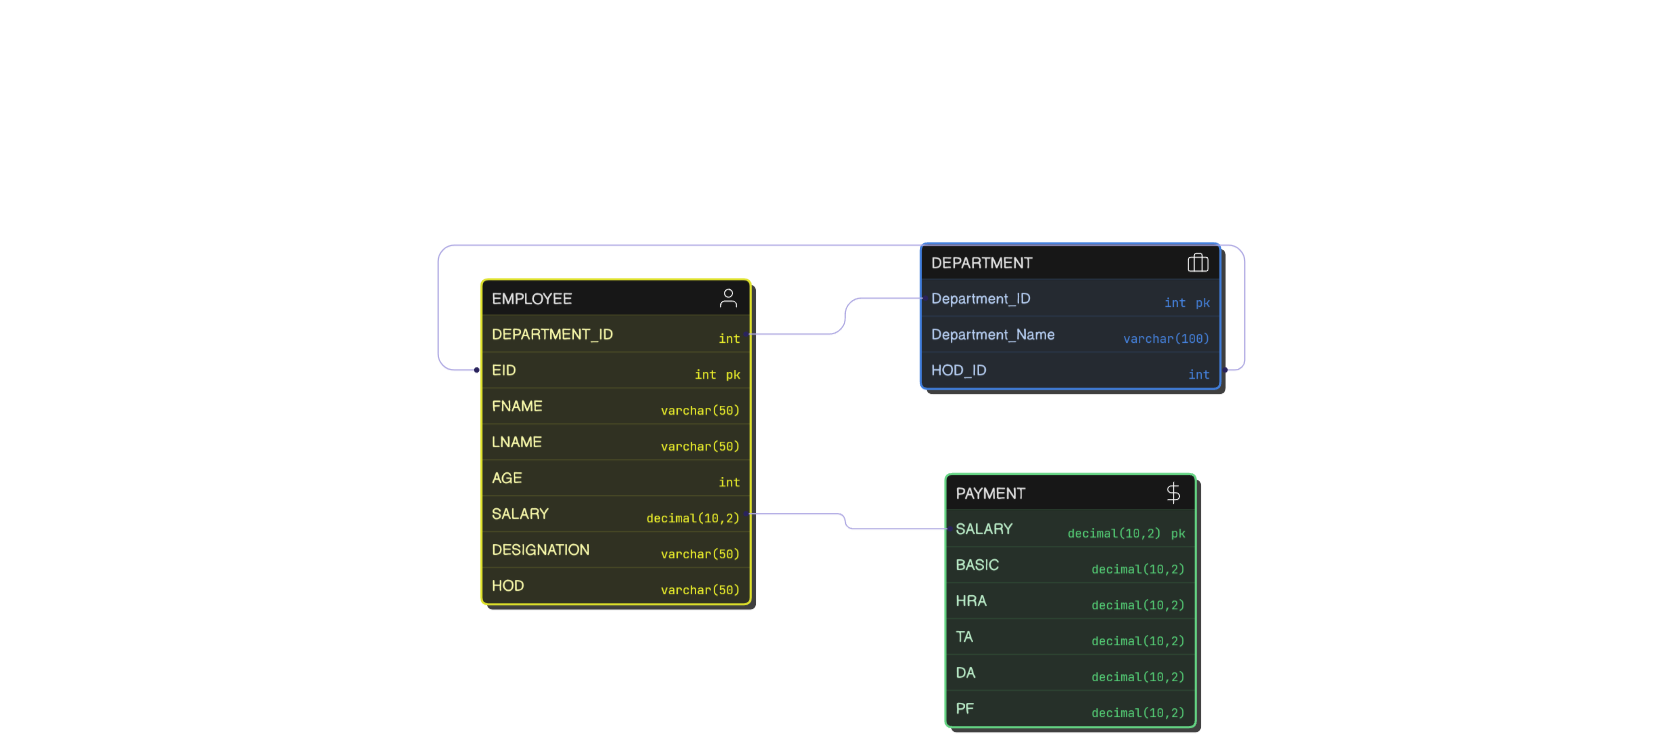 EMPLOYEE
DEPARTMENT_ID int
EID int pk
FNAME varchar(50)
LNAME varchar(50)
AGE int
SALARY decimal(10,2)
DESIGNATION varchar(50)
HOD varchar(50)
DEPARTMENT
Department_ID int pk
Department_Name varchar(100)
HOD_ID int
PAYMENT
SALARY decimal(10,2) pk
BASIC decimal(10,2)
HRA decimal(10,2)
TA decimal(10,2)
DA decimal(10,2)
PF decimal(10,2)